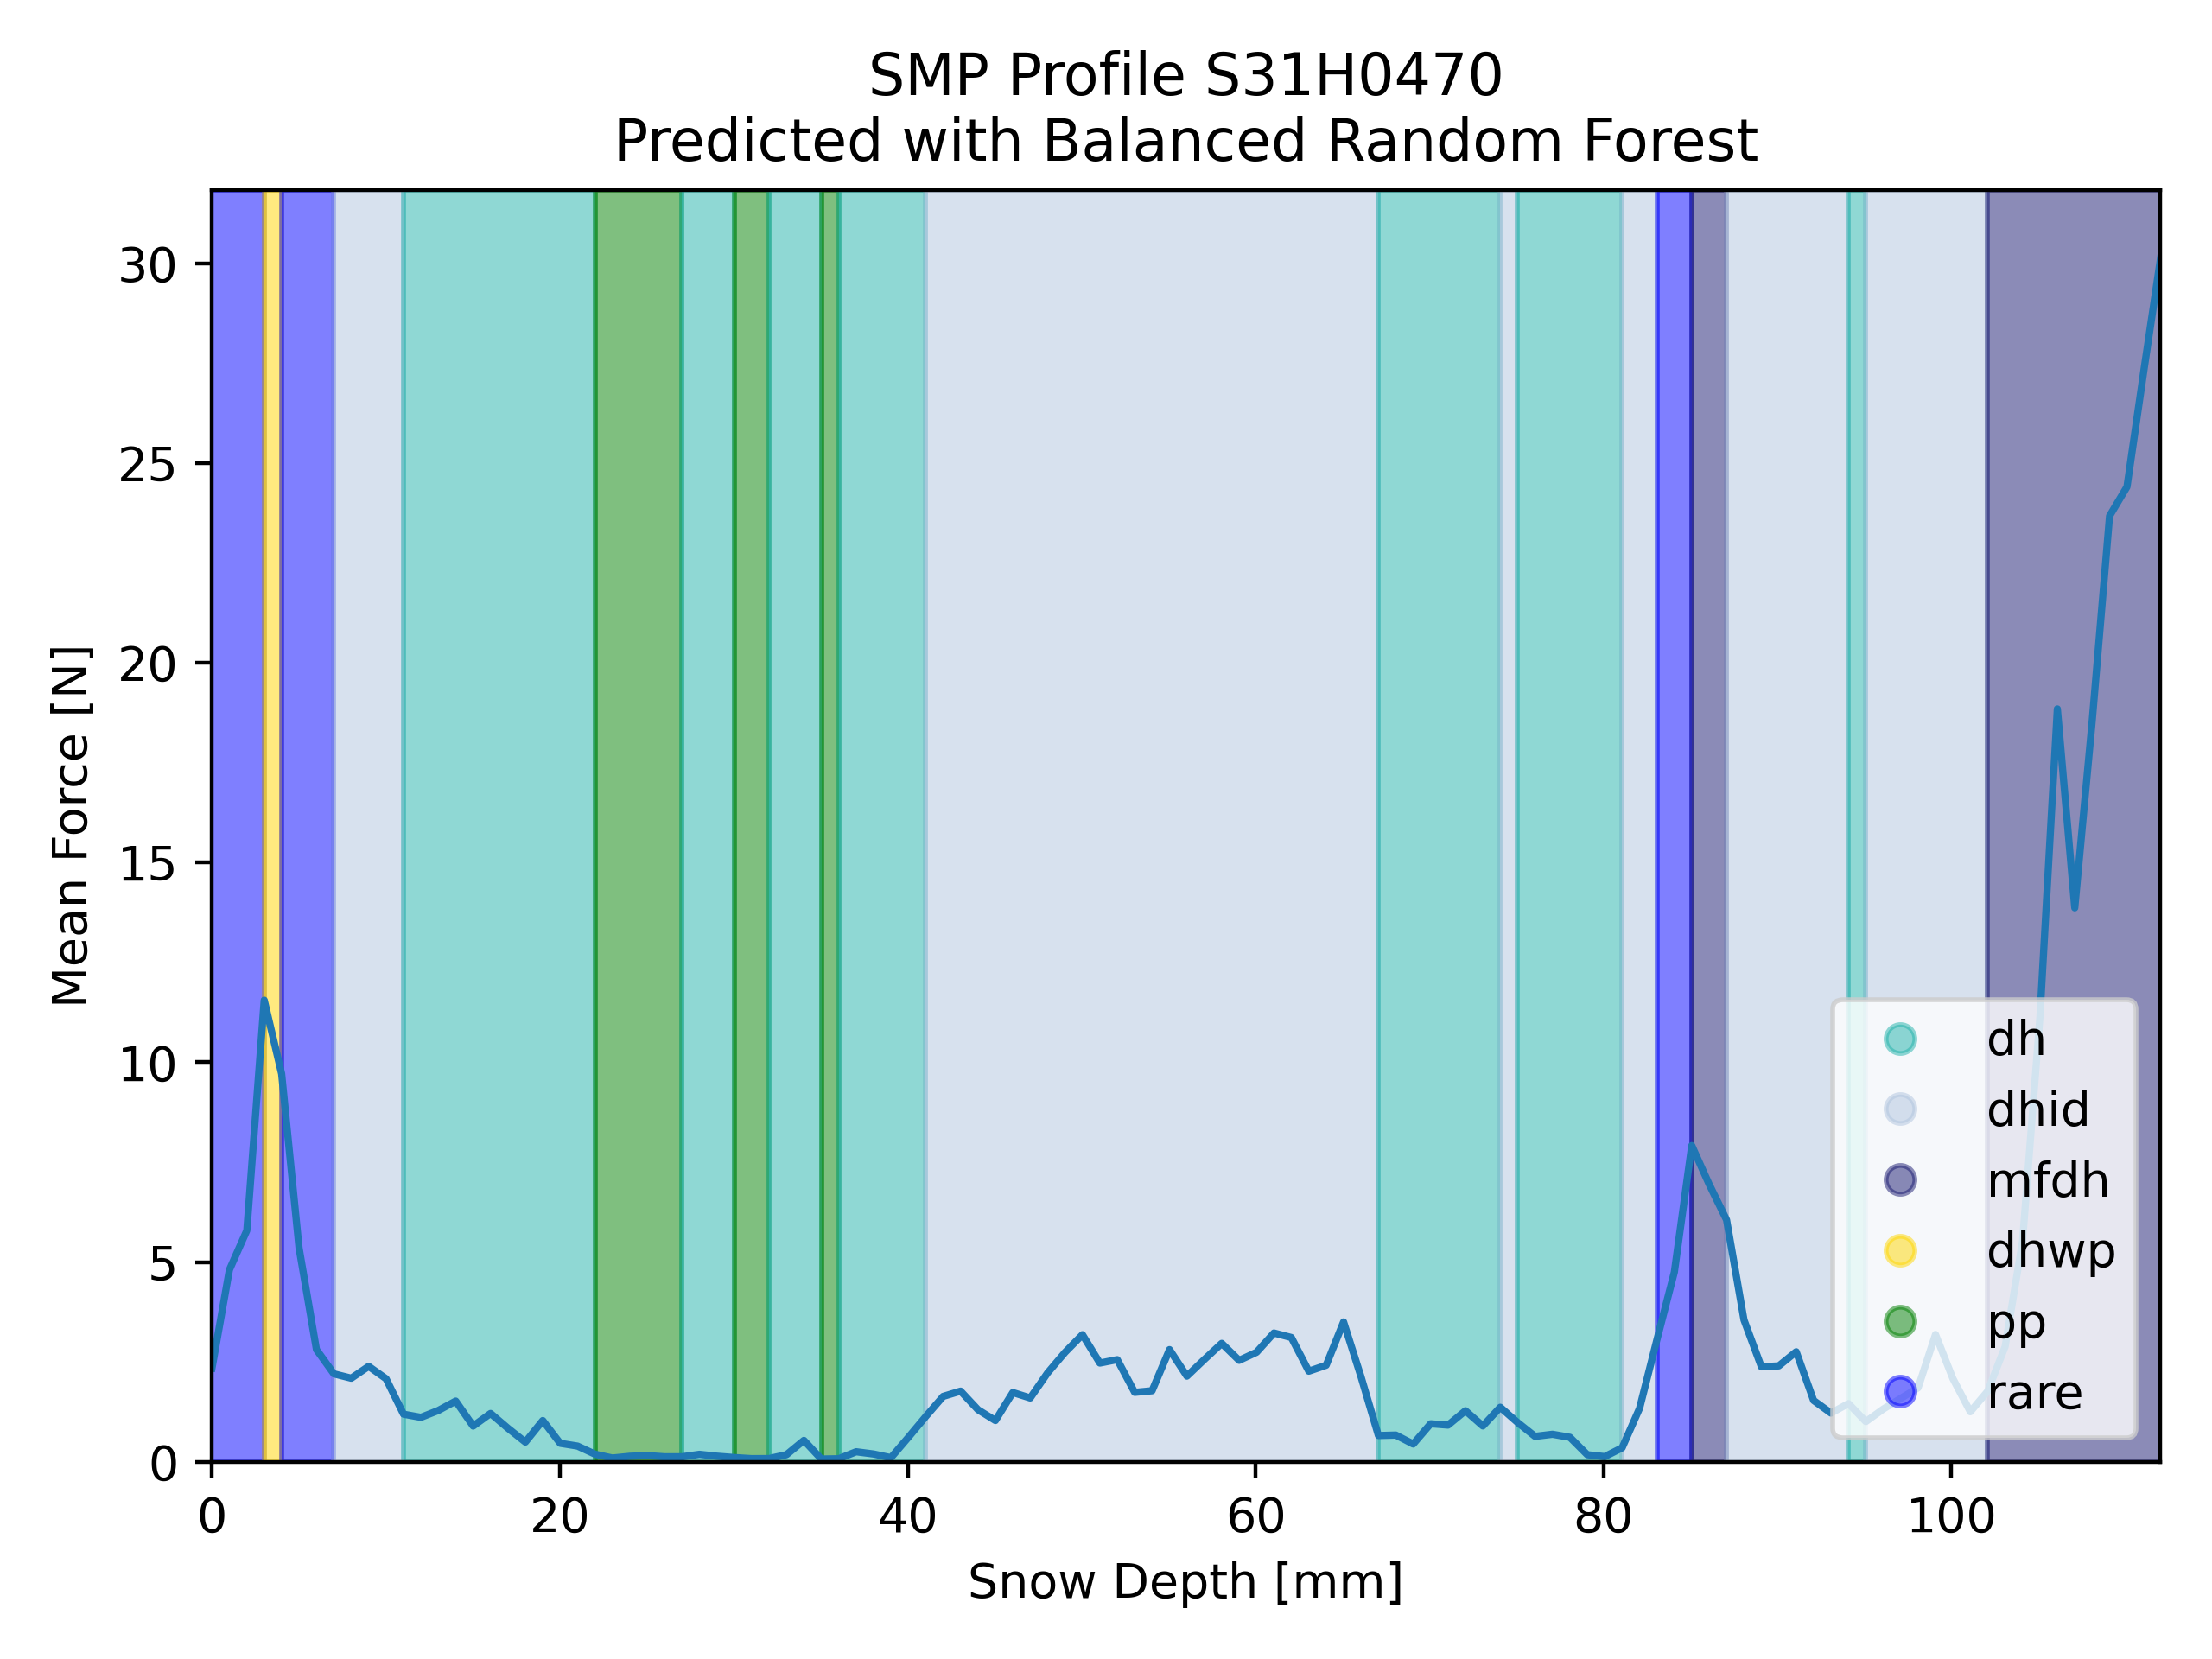 SMP Profile S31H0470
Predicted with Balanced Random Forest
Mean Force [N]
30
25
20
15
10
5
0
dh
dhid
mfdh
dhwp
pp
rare
0 20 40 60 80 100
Snow Depth [mm]